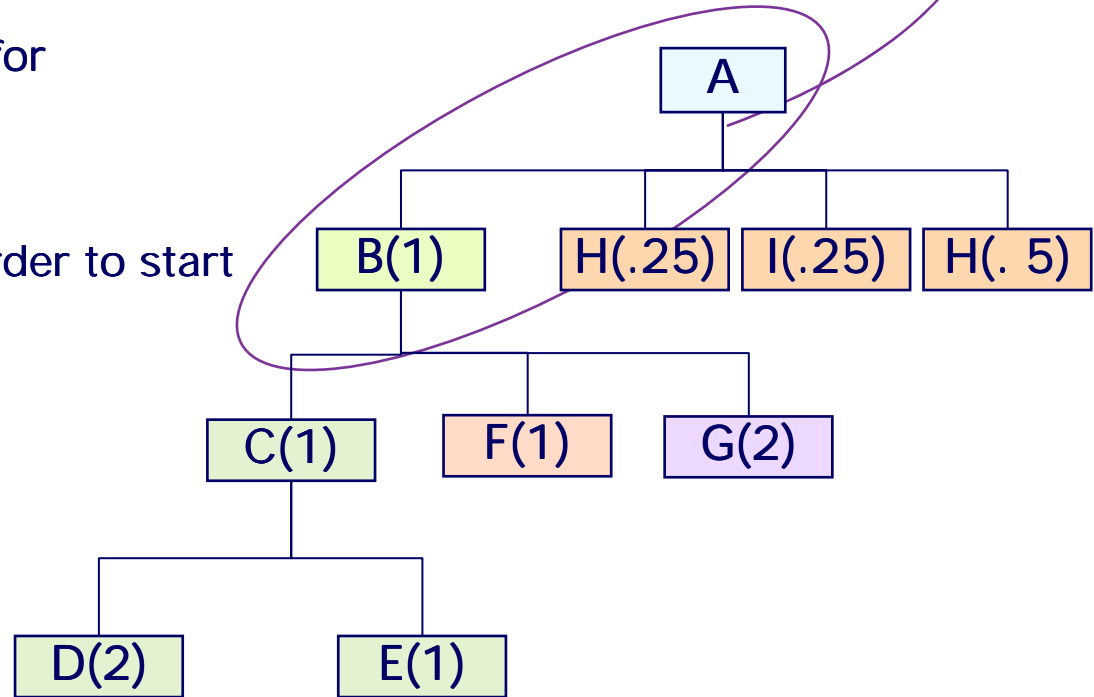 for
A
rder to start
B(1) H(.25) I(.25) H(. 5)
C(1) F(1) G(2)
D(2) E(1)